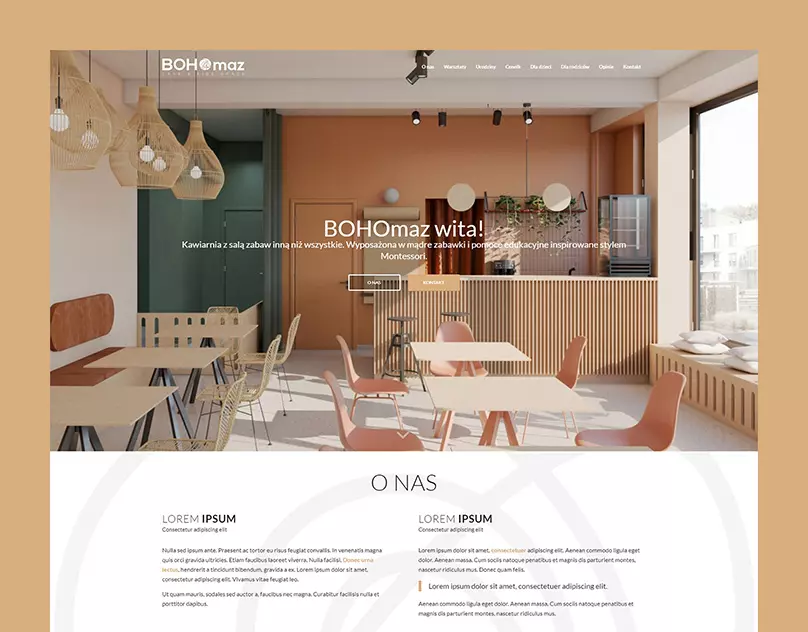 BOHOmaz
O nas Warsztaty Urodziny Cennik Dla dzieci Dla rodziców Opinie Kontakt
BOHOmaz wita!
Kawiarnia z salą zabaw inną niż wszystkie. Wyposażona w mądre zabawki i pomoce edukacyjne inspirowane stylem
Montessori.
O NAS KONTAKT
O NAS
LOREM IPSUM
Consectetur adipiscing elit
Nulla sed ipsum ante. Praesent ac tortor eu risus feugiat convallis. In venenatis magna
quis orci gravida ultricies. Etiam faucibus laoreet vehicula. Nulla facilisi. Donec urna
lectus, hendrerit a tincidunt bibendum, gravida a ex. Lorem ipsum dolor sit amet,
consectetur adipiscing elit. Vivamus vitae feugiat leo.
Ut quam mauris, sodales sed auctor a, faucibus nec magna. Curabitur facilisis nulla et
porttitor dapibus.
LOREM IPSUM
Consectetur adipiscing elit
Lorem ipsum dolor sit amet, consectetuer adipiscing elit. Aenean commodo ligula eget
dolor. Aenean massa. Cum sociis natoque penatibus et magnis dis parturient montes,
nascetur ridiculus mus. Donec quam felis.
Lorem ipsum dolor sit amet, consectetuer adipiscing elit.
Aenean commodo ligula eget dolor. Aenean massa. Cum sociis natoque penatibus et
magnis dis parturient montes, nascetur ridiculus mus.